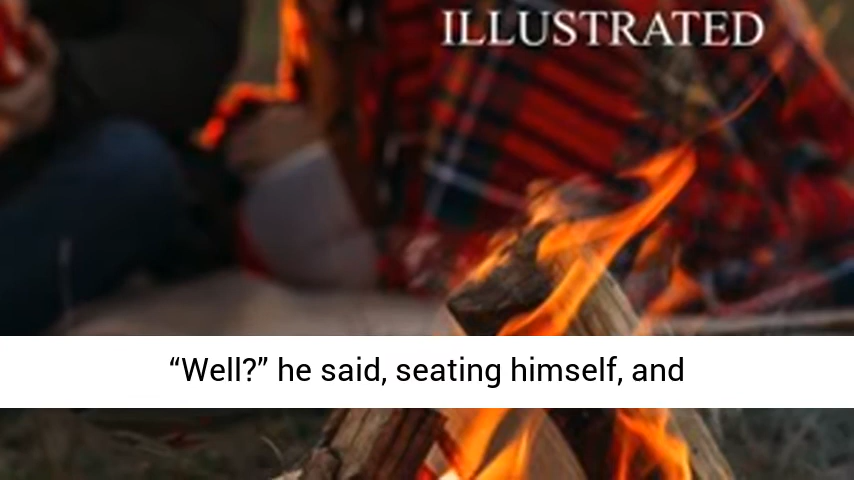 ILLUSTRATED
“Well?” he said, seating himself, and